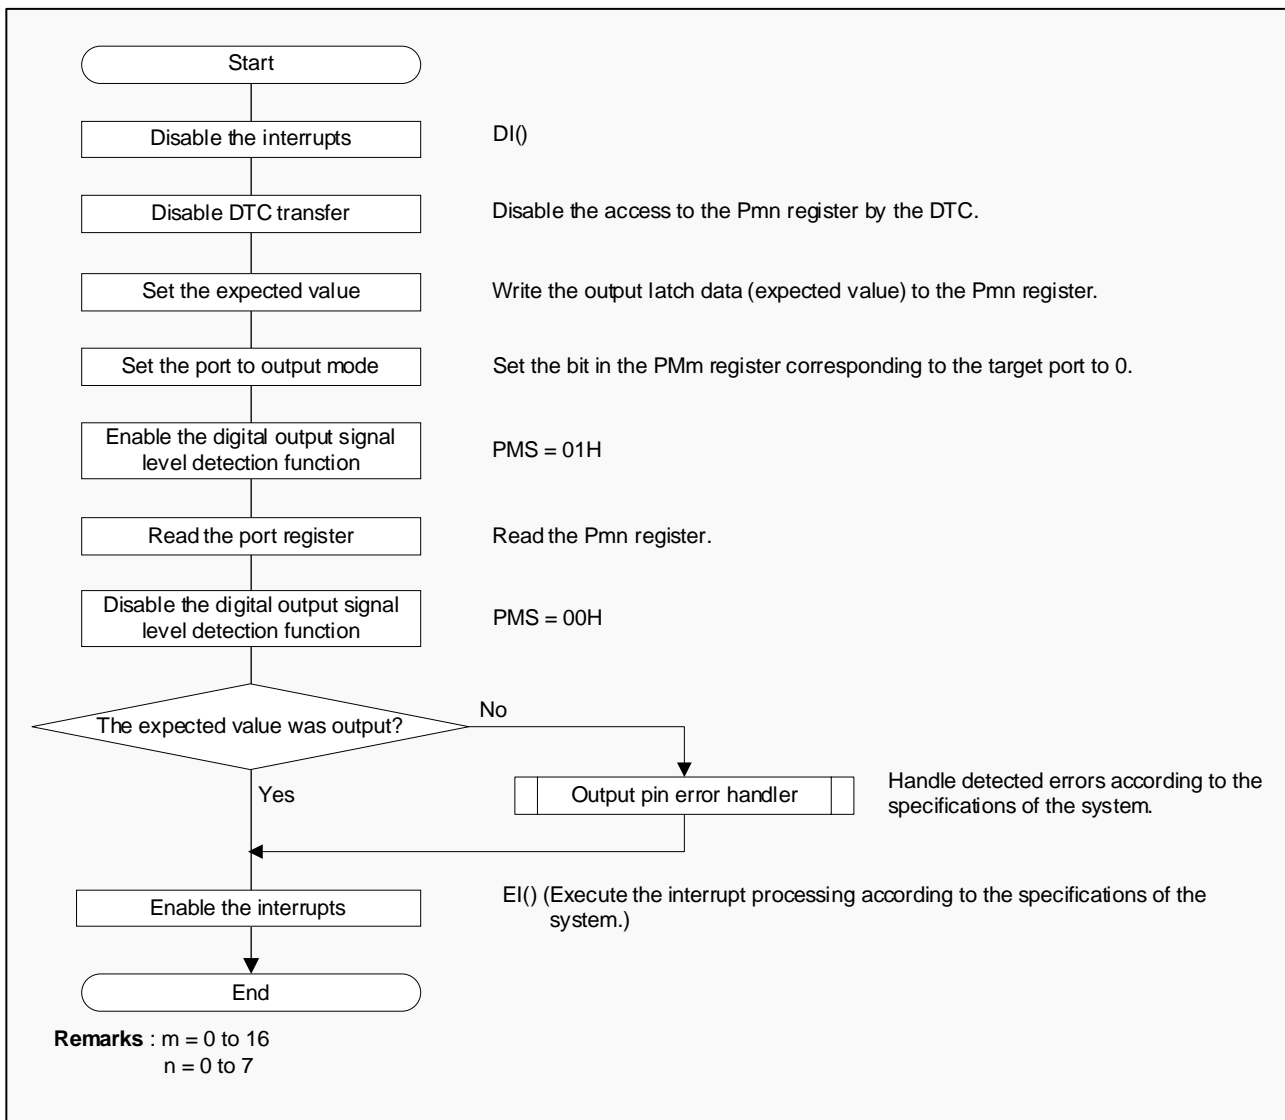 Start
Disable the interrupts
DI()
Disable DTC transfer
Disable the access to the Pmn register by the DTC.
Set the expected value
Write the output latch data (expected value) to the Pmn register.
Set the port to output mode
Set the bit in the PMm register corresponding to the target port to 0.
Enable the digital output signal
level detection function
PMS = 01H
Read the port register
Read the Pmn register.
Disable the digital output signal
level detection function
PMS = 00H
The expected value was output?
No
Yes
Output pin error handler
Handle detected errors according to the
specifications of the system.
Enable the interrupts
EI() (Execute the interrupt processing according to the specifications of the
system.)
End
Remarks : m = 0 to 16
n = 0 to 7